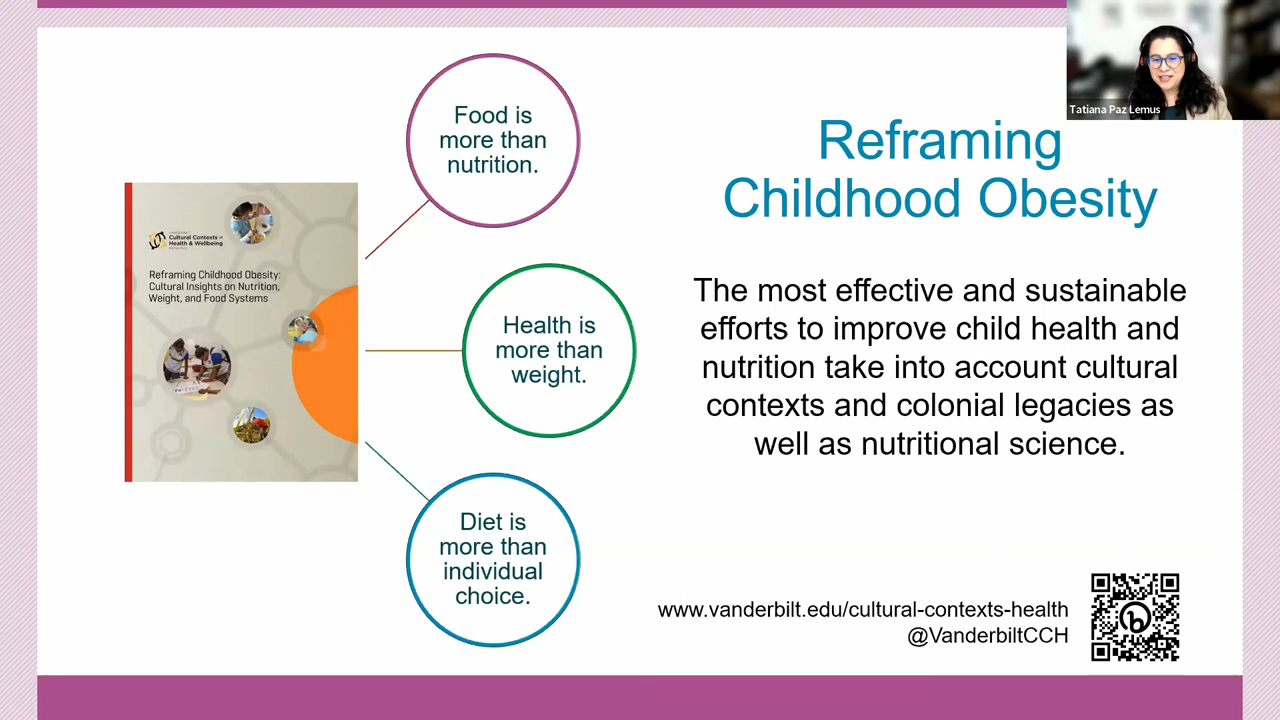 Tatiana Paz Lemus
Reframing
Childhood Obesity
The most effective and sustainable
efforts to improve child health and
nutrition take into account cultural
contexts and colonial legacies as
well as nutritional science.
Food is
more than
nutrition.
Health is
more than
weight.
Diet is
more than
individual
choice.
Cultural Contexts of
Health & Wellbeing
Reframing Childhood Obesity:
Cultural Insights on Nutrition,
Weight, and Food Systems
www.vanderbilt.edu/cultural-contexts-health
@VanderbiltCCH